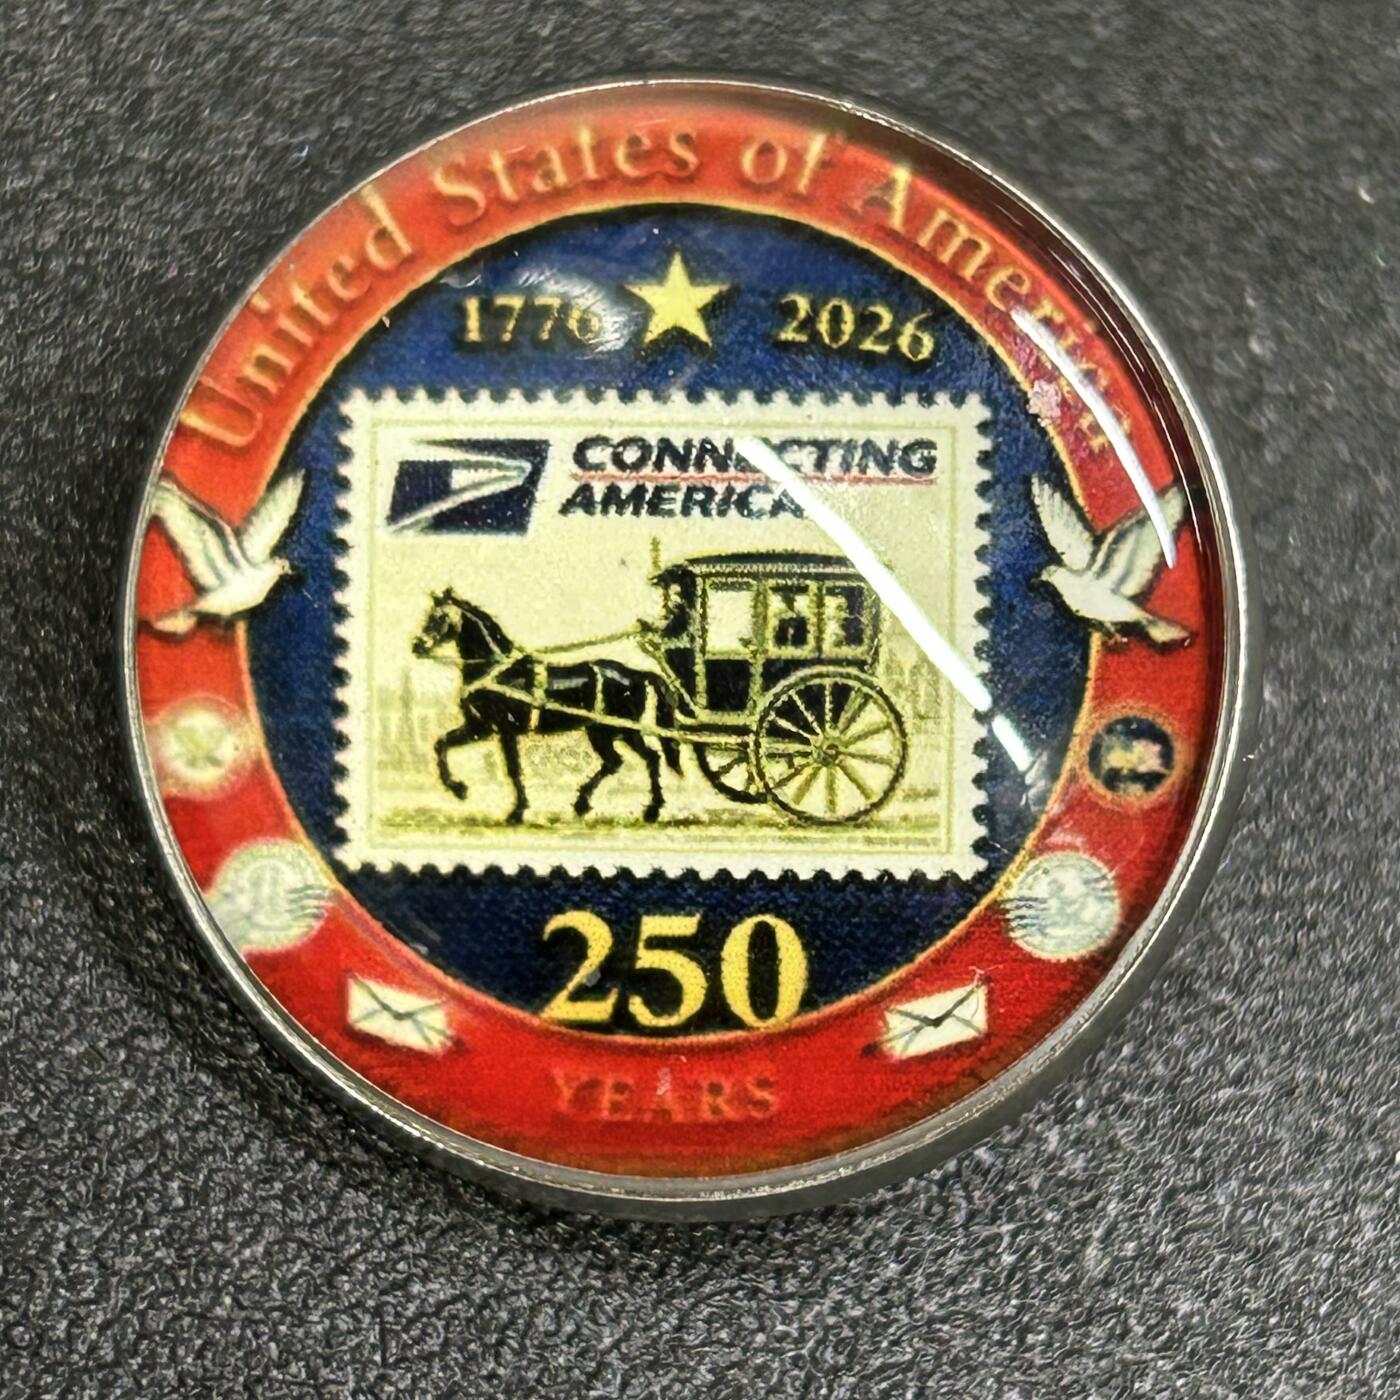 United States of America
1776 2026
CONNECTING
AMERICA
250
YEARS